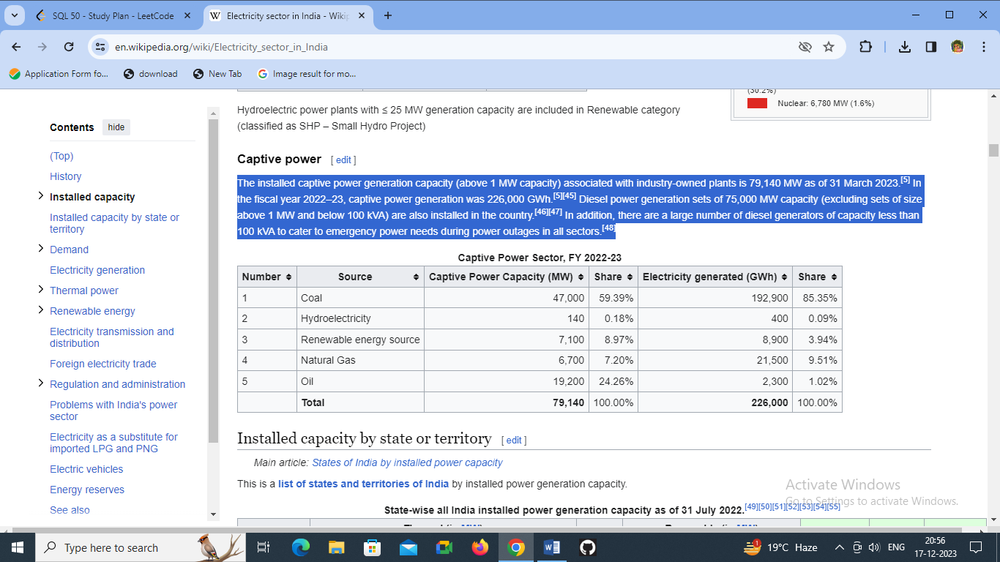 SQL 50 - Study Plan - LeetCode
Electricity sector in India - Wikip
en.wikipedia.org/wiki/Electricity_sector_in_India
Application Form fo...
download
New Tab
Image result for mo...
Contents
hide
(Top)
History
Installed capacity
Installed capacity by state or
territory
Demand
Electricity generation
Thermal power
Renewable energy
Electricity transmission and
distribution
Foreign electricity trade
Regulation and administration
Problems with India's power
sector
Electricity as a substitute for
imported LPG and PNG
Electric vehicles
Energy reserves
See also
(30.2%)
Nuclear: 6,780 MW (1.6%)
Hydroelectric power plants with ≤ 25 MW generation capacity are included in Renewable category
(classified as SHP – Small Hydro Project)
Captive power [ edit ]
The installed captive power generation capacity (above 1 MW capacity) associated with industry-owned plants is 79,140 MW as of 31 March 2023.[5] In
the fiscal year 2022–23, captive power generation was 226,000 GWh.[5][45] Diesel power generation sets of 75,000 MW capacity (excluding sets of size
above 1 MW and below 100 kVA) are also installed in the country.[46][47] In addition, there are a large number of diesel generators of capacity less than
100 kVA to cater to emergency power needs during power outages in all sectors.[48]
Captive Power Sector, FY 2022-23
Number Source Captive Power Capacity (MW) Share Electricity generated (GWh) Share
1 Coal 47,000 59.39% 192,900 85.35%
2 Hydroelectricity 140 0.18% 400 0.09%
3 Renewable energy source 7,100 8.97% 8,900 3.94%
4 Natural Gas 6,700 7.20% 21,500 9.51%
5 Oil 19,200 24.26% 2,300 1.02%
Total 79,140 100.00% 226,000 100.00%
Installed capacity by state or territory [ edit ]
Main article: States of India by installed power capacity
This is a list of states and territories of India by installed power generation capacity.
State-wise all India installed power generation capacity as of 31 July 2022.[49][50][51][52][53][54][55]
Activate Windows
Go to Settings to activate Windows.
Type here to search
1
19°C Haze
ENG
20:56
17-12-2023